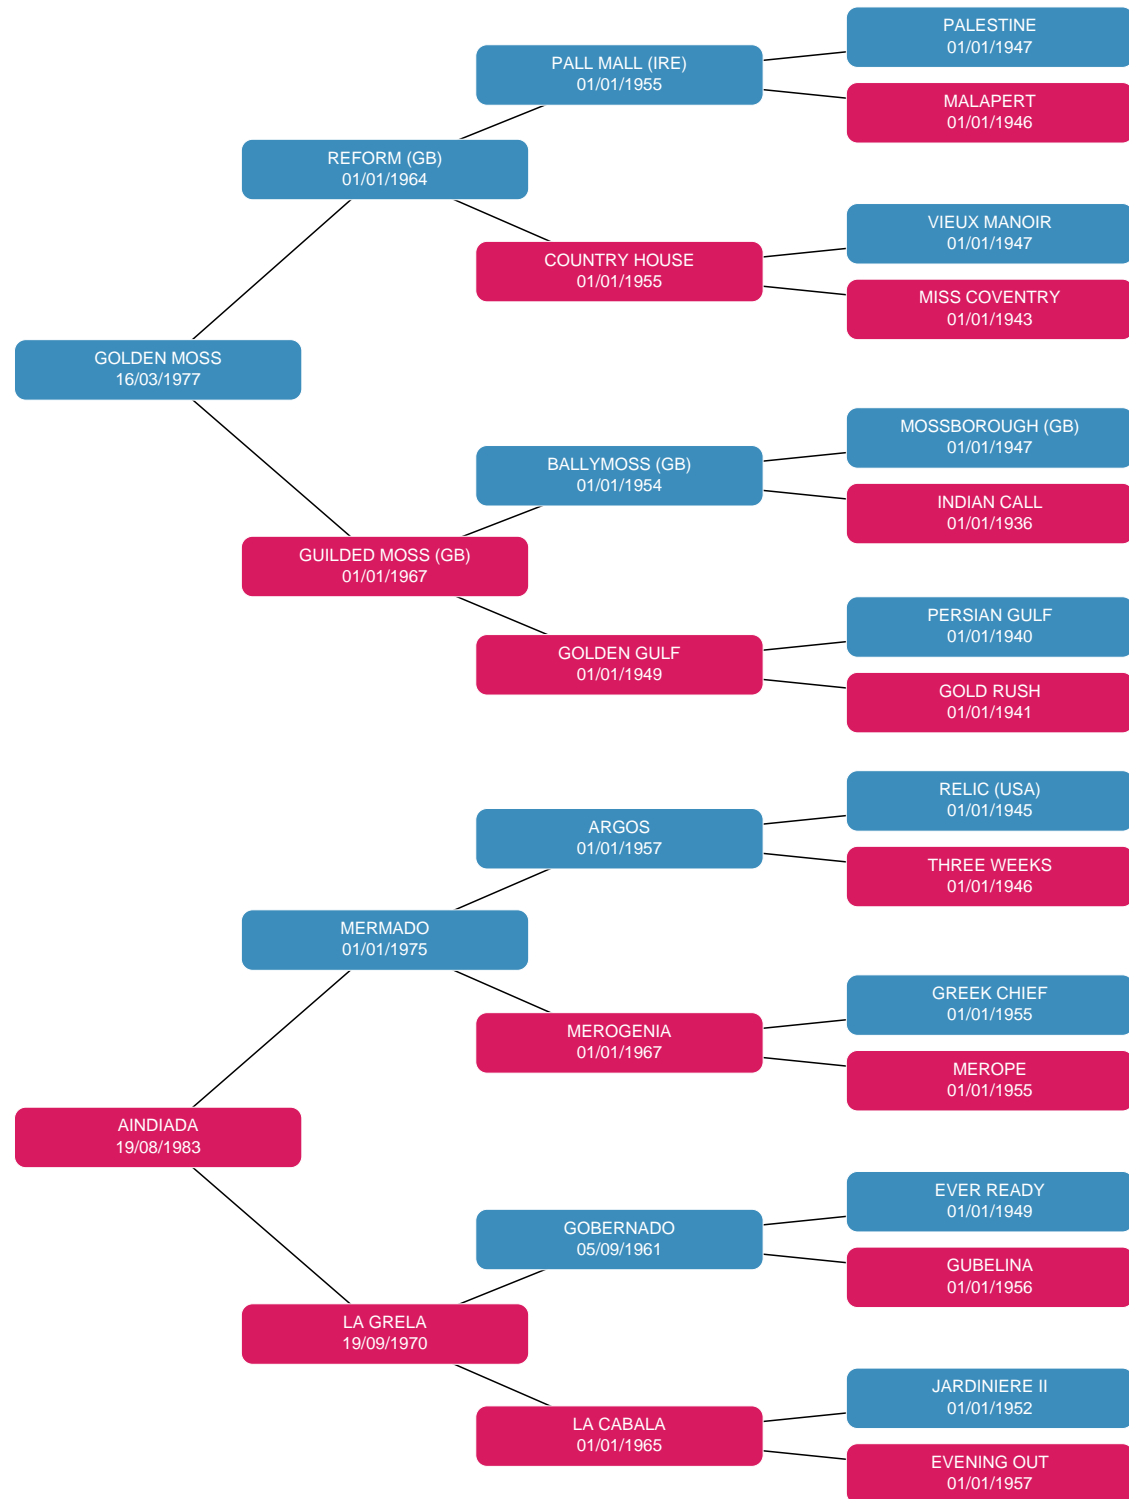 PALESTINE
01/01/1947
PALL MALL (IRE)
01/01/1955
MALAPERT
01/01/1946
REFORM (GB)
01/01/1964
VIEUX MANOIR
01/01/1947
COUNTRY HOUSE
01/01/1955
MISS COVENTRY
01/01/1943
GOLDEN MOSS
16/03/1977
MOSSBOROUGH (GB)
01/01/1947
BALLYMOSS (GB)
01/01/1954
INDIAN CALL
01/01/1936
GUILDED MOSS (GB)
01/01/1967
PERSIAN GULF
01/01/1940
GOLDEN GULF
01/01/1949
GOLD RUSH
01/01/1941
RELIC (USA)
01/01/1945
ARGOS
01/01/1957
THREE WEEKS
01/01/1946
MERMADO
01/01/1975
GREEK CHIEF
01/01/1955
MEROGENIA
01/01/1967
MEROPE
01/01/1955
AINDIADA
19/08/1983
EVER READY
01/01/1949
GOBERNADO
05/09/1961
GUBELINA
01/01/1956
LA GRELA
19/09/1970
JARDINIERE II
01/01/1952
LA CABALA
01/01/1965
EVENING OUT
01/01/1957